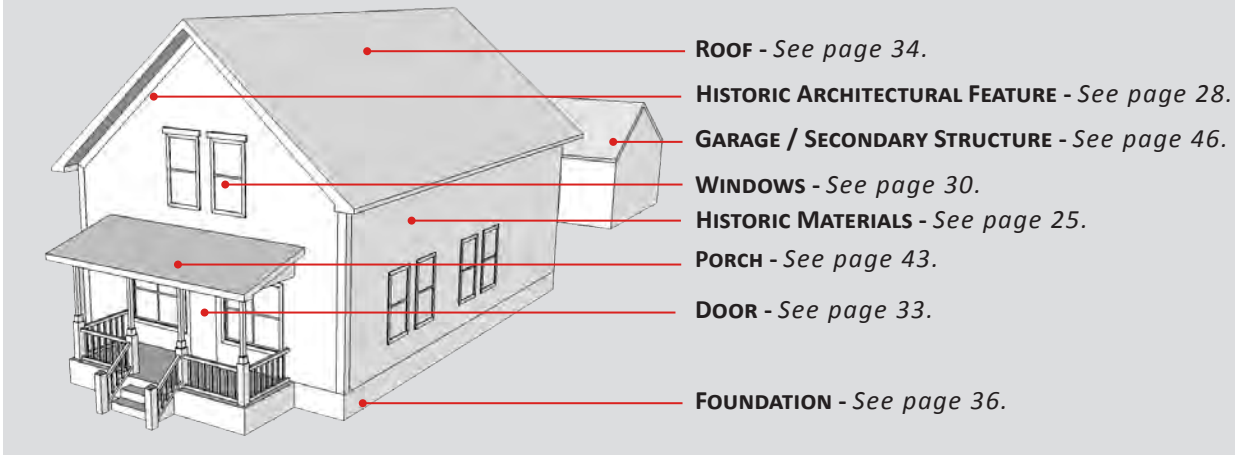 Roof - See page 34.
Historic Architectural Feature - See page 28.
Garage / Secondary Structure - See page 46.
Windows - See page 30.
Historic Materials - See page 25.
Porch - See page 43.
Door - See page 33.
Foundation - See page 36.